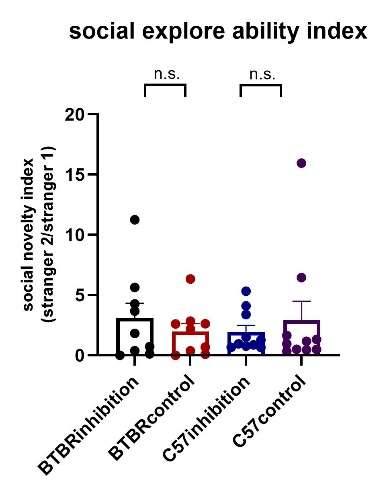 social explore ability index
n.s.
n.s.
social novelty index
(stranger 2/stranger 1)
20
15
10
5
0
BTBRinhibition
BTBRcontrol
C57inhibition
C57control